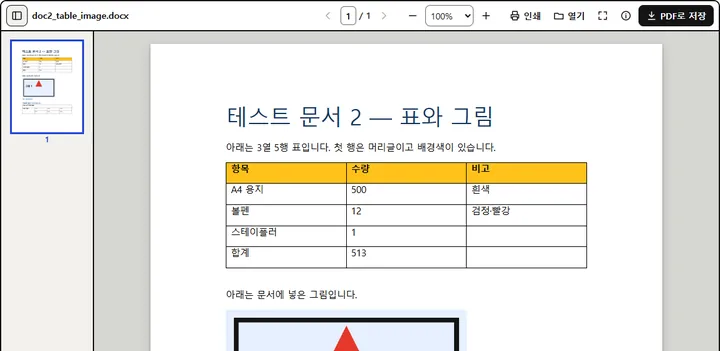 doc2_table_image.docx
1 / 1
100%
인쇄
열기
PDF로 저장
1
테스트 문서 2 — 표와 그림
아래는 3열 5행 표입니다. 첫 행은 머리글이고 배경색이 있습니다.
항목 수량 비고
A4 용지 500 흰색
볼펜 12 검정·빨강
스테이플러 1
합계 513
아래는 문서에 넣은 그림입니다.